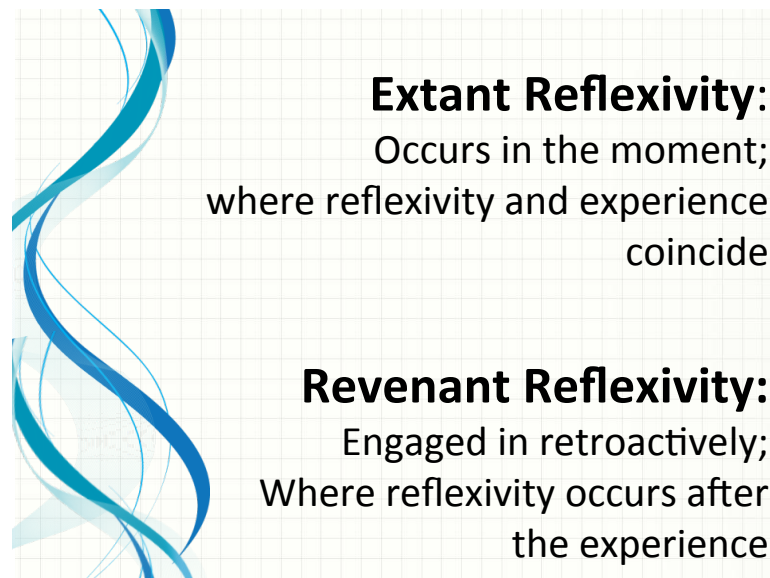 Extant Reflexivity:
Occurs in the moment;
where reflexivity and experience
coincide
Revenant Reflexivity:
Engaged in retroactively;
Where reflexivity occurs after
the experience